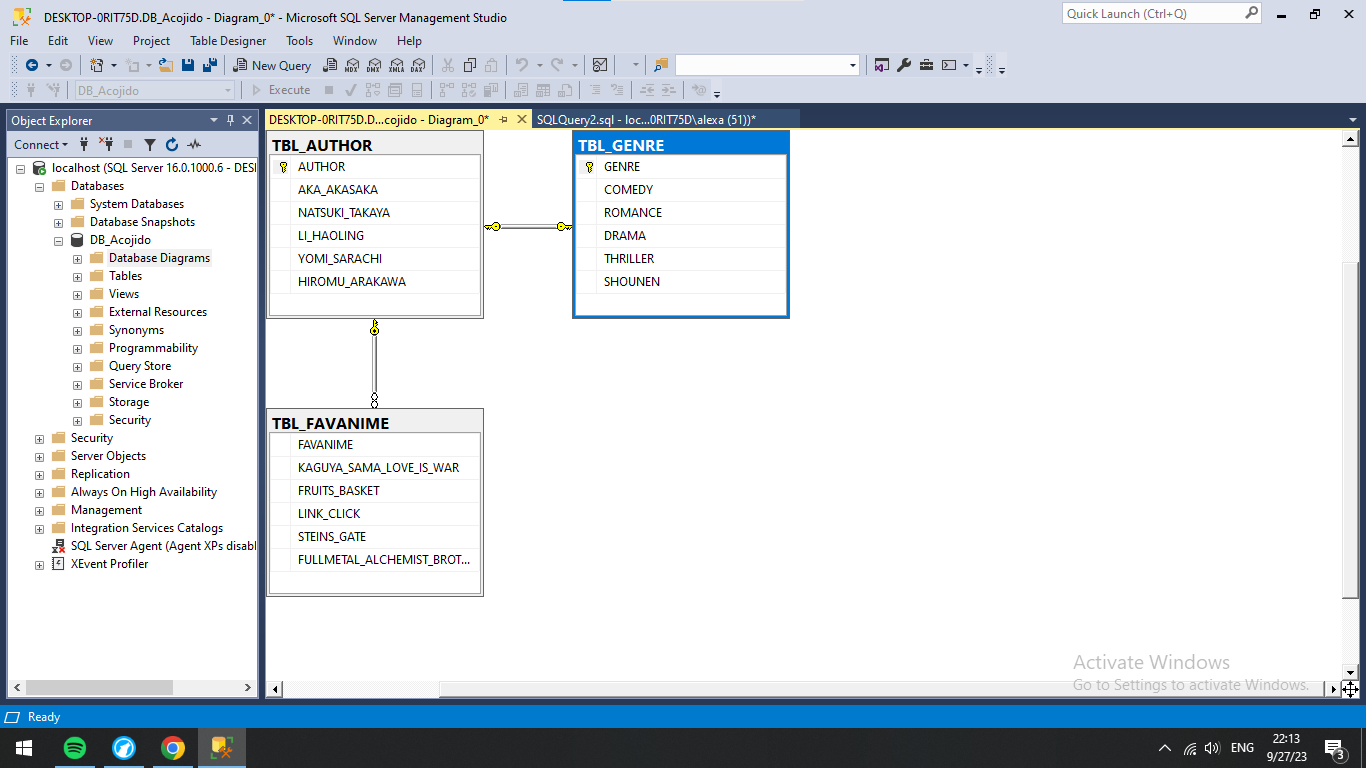 DESKTOP-0RIT75D.DB_Acojido - Diagram_0* - Microsoft SQL Server Management Studio
Quick Launch (Ctrl+Q)
File Edit View Project Table Designer Tools Window Help
New Query
MDX DMX XMLA DAX
DB_Acojido
Execute
Object Explorer
DESKTOP-0RIT75D.D...cojido - Diagram_0*
SQLQuery2.sql - loc...0RIT75D\alexa (51))*
Connect
localhost (SQL Server 16.0.1000.6 - DESI
Databases
System Databases
Database Snapshots
DB_Acojido
Database Diagrams
Tables
Views
External Resources
Synonyms
Programmability
Query Store
Service Broker
Storage
Security
Security
Server Objects
Replication
Always On High Availability
Management
Integration Services Catalogs
SQL Server Agent (Agent XPs disabl
XEvent Profiler
TBL_AUTHOR
AUTHOR
AKA_AKASAKA
NATSUKI_TAKAYA
LI_HAOLING
YOMI_SARACHI
HIROMU_ARAKAWA
TBL_GENRE
GENRE
COMEDY
ROMANCE
DRAMA
THRILLER
SHOUNEN
TBL_FAVANIME
FAVANIME
KAGUYA_SAMA_LOVE_IS_WAR
FRUITS_BASKET
LINK_CLICK
STEINS_GATE
FULLMETAL_ALCHEMIST_BROT...
Activate Windows
Go to Settings to activate Windows.
Ready
ENG
22:13
9/27/23
3